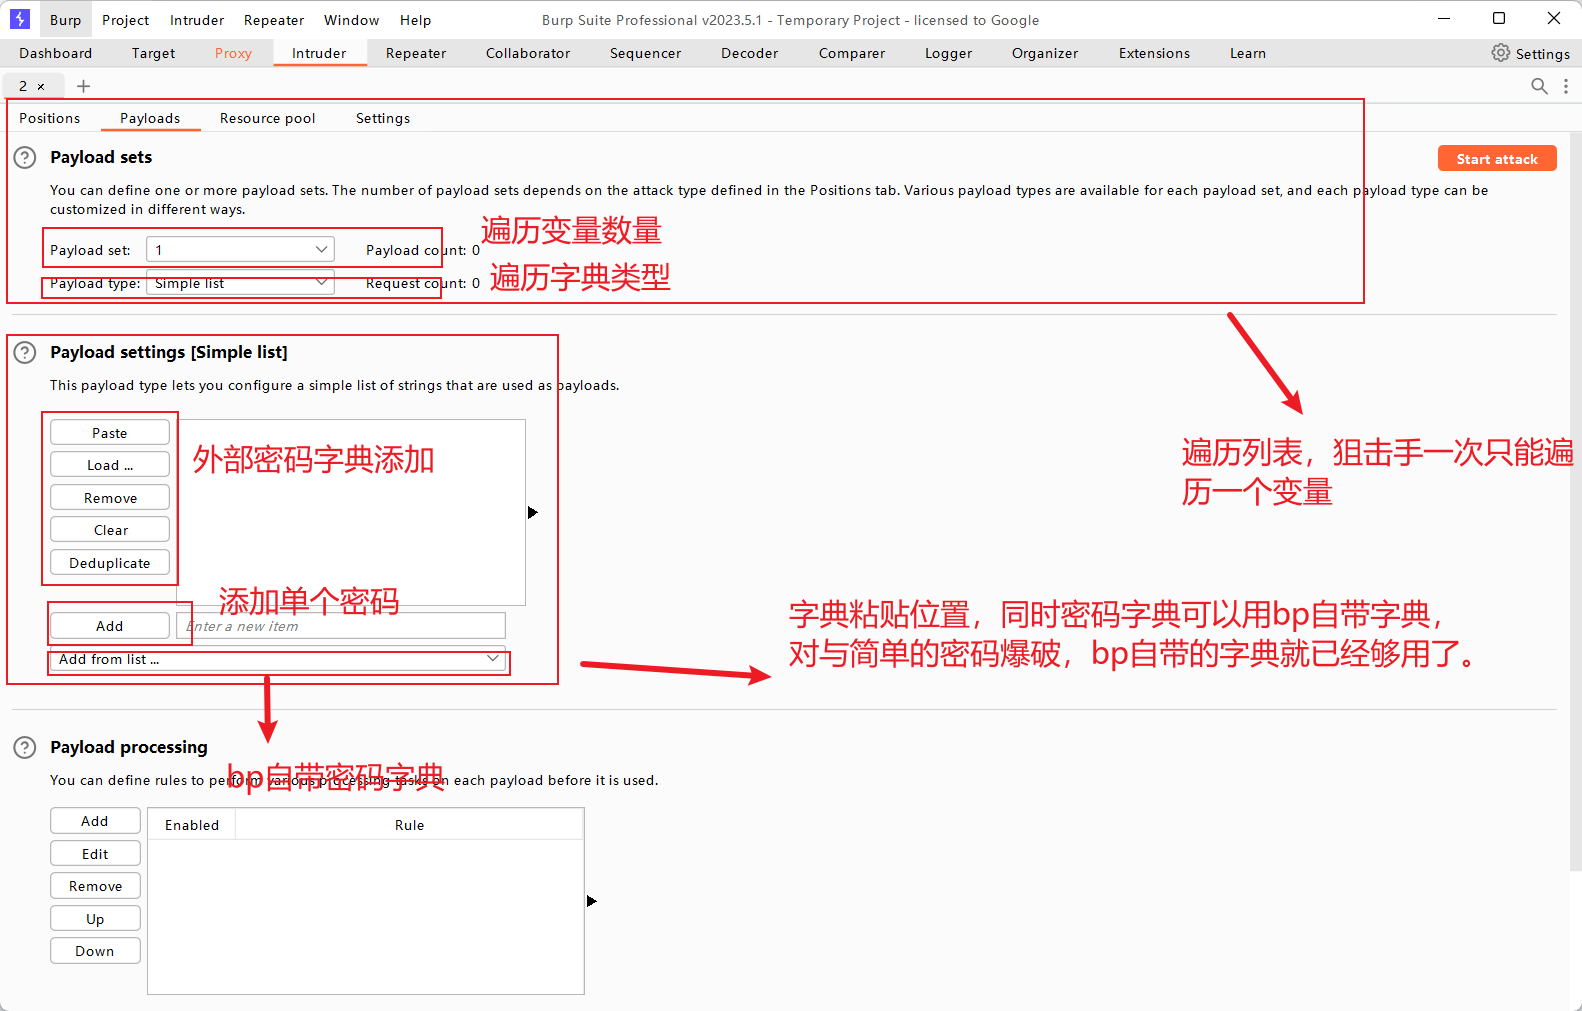 Burp Project Intruder Repeater Window Help Burp Suite Professional v2023.5.1 - Temporary Project - licensed to Google
Dashboard Target Proxy Intruder Repeater Collaborator Sequencer Decoder Comparer Logger Organizer Extensions Learn Settings
2 ×
Positions Payloads Resource pool Settings
Payload sets
Start attack
You can define one or more payload sets. The number of payload sets depends on the attack type defined in the Positions tab. Various payload types are available for each payload set, and each payload type can be
customized in different ways.
遍历变量数量
Payload set: 1 Payload count: 0
遍历字典类型
Payload type: Simple list Request count: 0
Payload settings [Simple list]
This payload type lets you configure a simple list of strings that are used as payloads.
Paste
Load ...
Remove
Clear
Deduplicate
外部密码字典添加
遍历列表，狙击手一次只能遍
历一个变量
添加单个密码
Add Enter a new item
Add from list ...
字典粘贴位置，同时密码字典可以用bp自带字典，
对与简单的密码爆破，bp自带的字典就已经够用了。
Payload processing
bp自带密码字典
You can define rules to perform various processing tasks on each payload before it is used.
Add
Edit
Remove
Up
Down
Enabled Rule